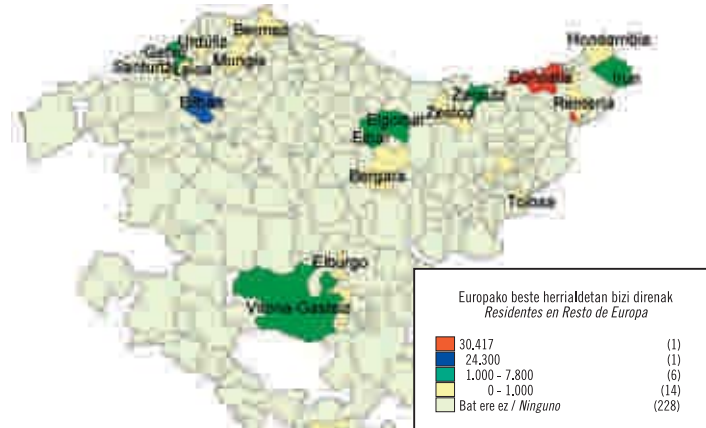 Bermeo
Urduña
Getxo
Mungia
Santurtzi
Leioa
Bilbao
Hondarribia
Donostia
Irun
Zarautz
Errenteria
Zestoa
Elgoibar
Eibar
Bergara
Tolosa
Elburgo
Vitoria-Gasteiz
Europako beste herrialdetan bizi direnak
Residentes en Resto de Europa
30.417 (1)
24.300 (1)
1.000 - 7.800 (6)
0 - 1.000 (14)
Bat ere ez / Ninguno (228)